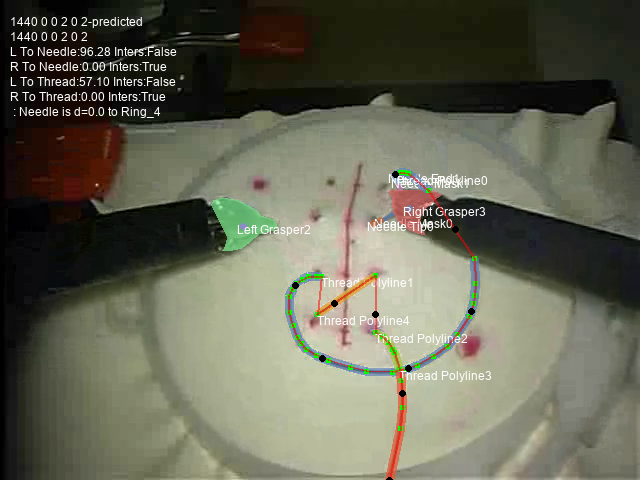 1440 0 0 2 0 2-predicted
1440 0 0 2 0 2
L To Needle:96.28 Inters:False
R To Needle:0.00 Inters:True
L To Thread:57.10 Inters:False
R To Thread:0.00 Inters:True
: Needle is d=0.0 to Ring_4
Polyline0
Right Grasper3
Mask0
Needle Tip0
Left Grasper2
Thread Polyline1
Thread Polyline4
Thread Polyline2
Thread Polyline3